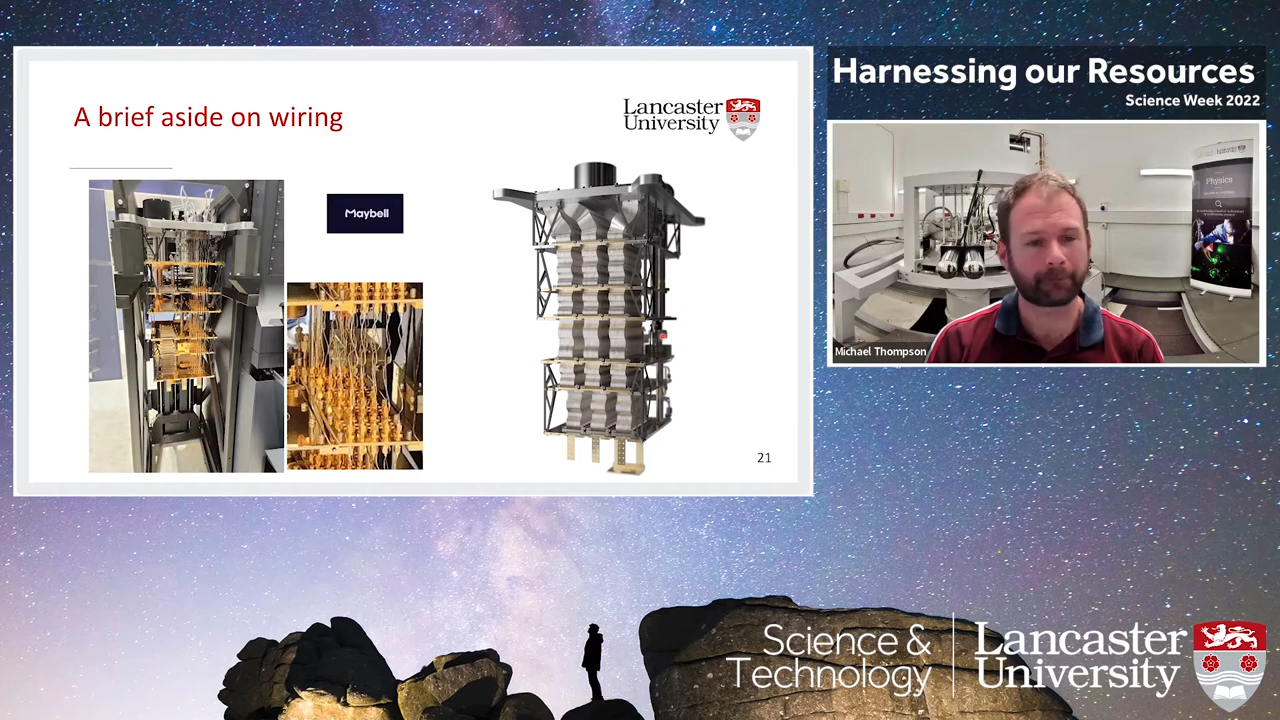 A brief aside on wiring
Lancaster
University
Maybell
21
Harnessing our Resources
Science Week 2022
Physics
Michael Thompson
Science &
Technology
Lancaster
University